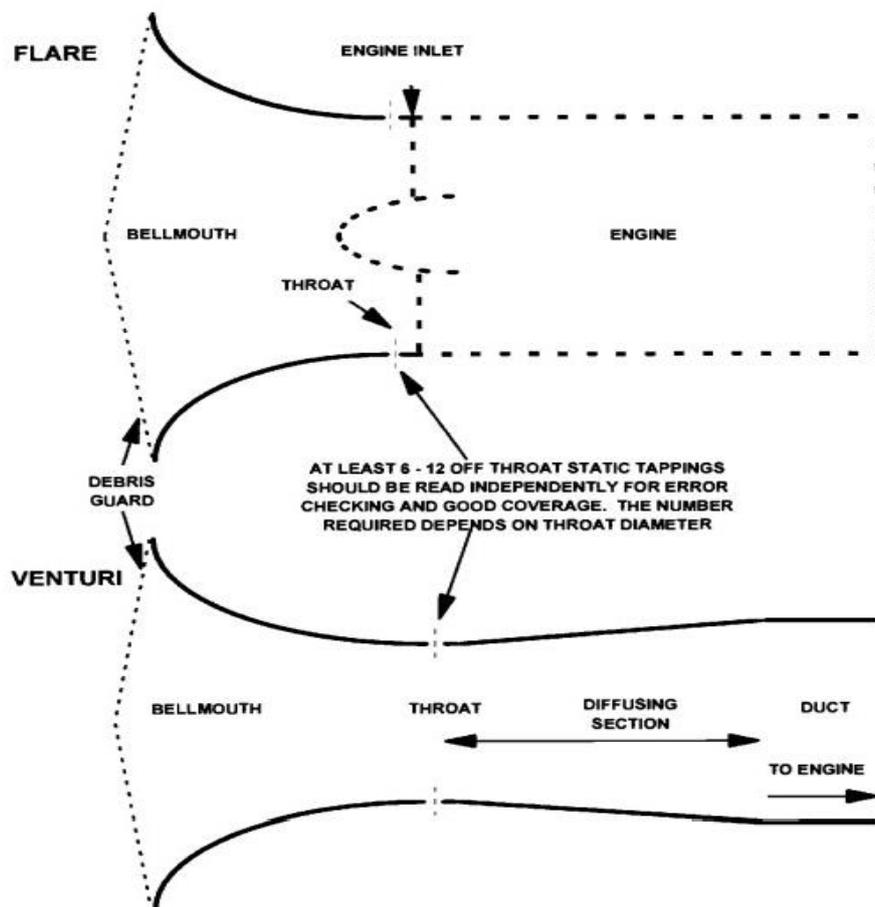 FLARE
ENGINE INLET
BELLMOUTH
ENGINE
THROAT
DEBRIS
GUARD
AT LEAST 6 - 12 OFF THROAT STATIC TAPPINGS
SHOULD BE READ INDEPENDENTLY FOR ERROR
CHECKING AND GOOD COVERAGE. THE NUMBER
REQUIRED DEPENDS ON THROAT DIAMETER
VENTURI
BELLMOUTH
THROAT
DIFFUSING
SECTION
DUCT
TO ENGINE